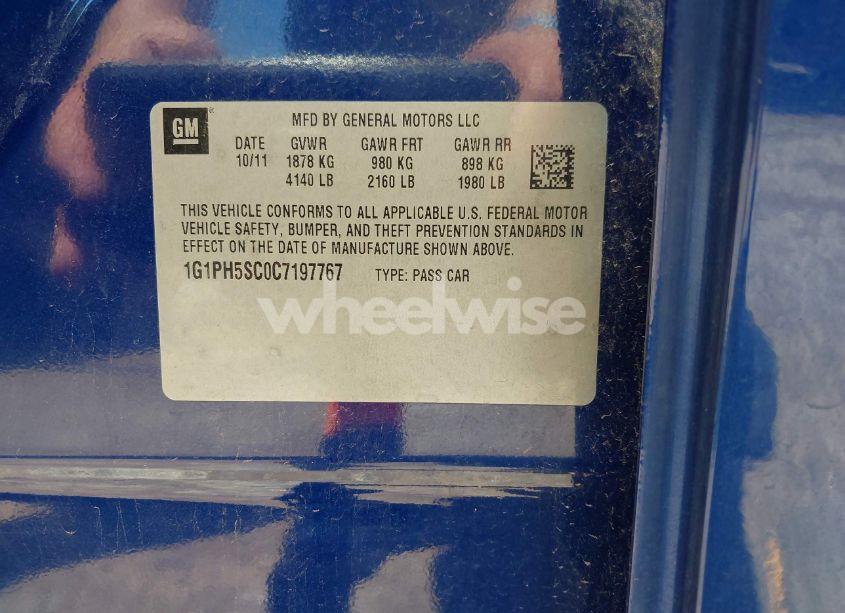 GM
MFD BY GENERAL MOTORS LLC
DATE GVWR GAWR FRT GAWR RR
10/11 1878 KG 980 KG 898 KG
4140 LB 2160 LB 1980 LB
THIS VEHICLE CONFORMS TO ALL APPLICABLE U.S. FEDERAL MOTOR
VEHICLE SAFETY, BUMPER, AND THEFT PREVENTION STANDARDS IN
EFFECT ON THE DATE OF MANUFACTURE SHOWN ABOVE.
1G1PH5SC0C7197767 TYPE: PASS CAR
wheelwise